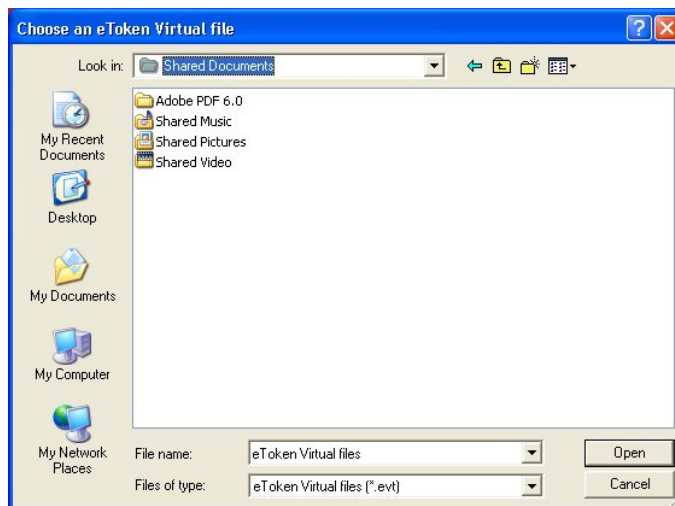 Choose an eToken Virtual file
Look in:
Shared Documents
My Recent
Documents
Desktop
My Documents
My Computer
My Network
Places
Adobe PDF 6.0
Shared Music
Shared Pictures
Shared Video
File name:
eToken Virtual files
Open
Files of type:
eToken Virtual files (*.evt)
Cancel